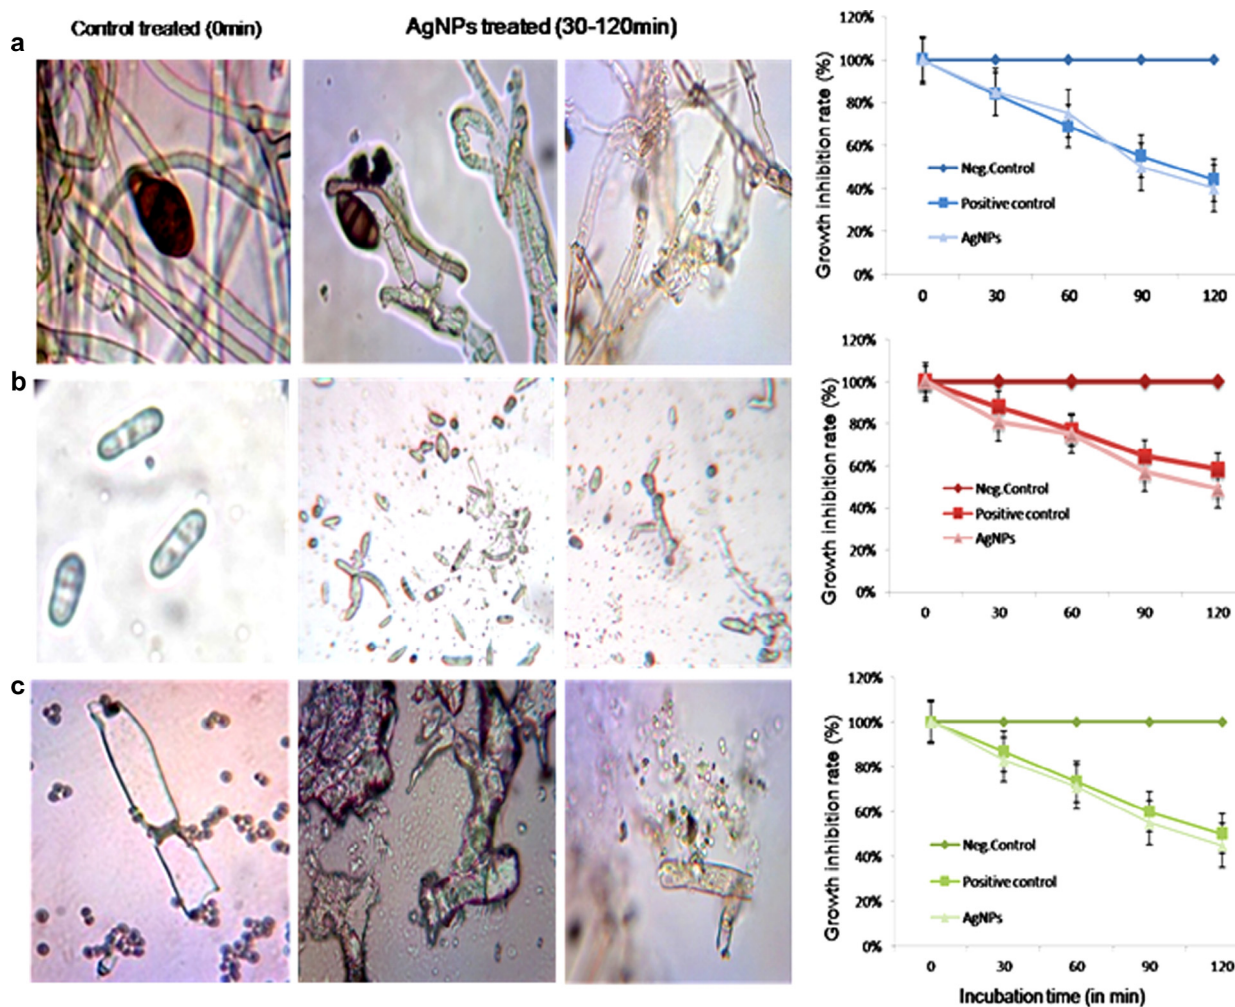 Control treated (0min)
AgNPs treated (30-120min)
a
120%
100%
80%
60%
40%
20%
0%
Growth inhibition rate (%)
Neg.Control
Positive control
AgNPs
0 30 60 90 120
b
120%
100%
80%
60%
40%
20%
0%
Growth inhibition rate (%)
Neg.Control
Positive control
AgNPs
0 30 60 90 120
c
120%
100%
80%
60%
40%
20%
0%
Growth inhibition rate (%)
Neg.Control
Positive control
AgNPs
0 30 60 90 120
Incubation time (in min)